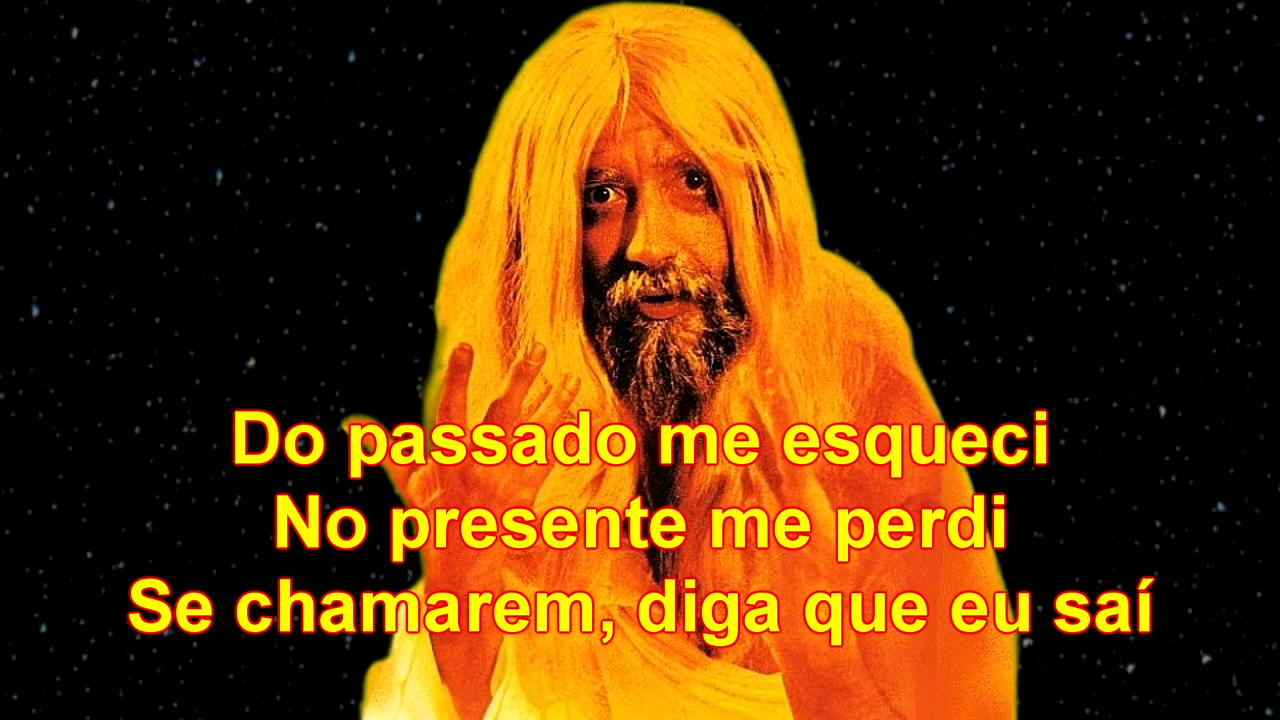 Do passado me esqueci
No presente me perdi
Se chamarem, diga que eu saí